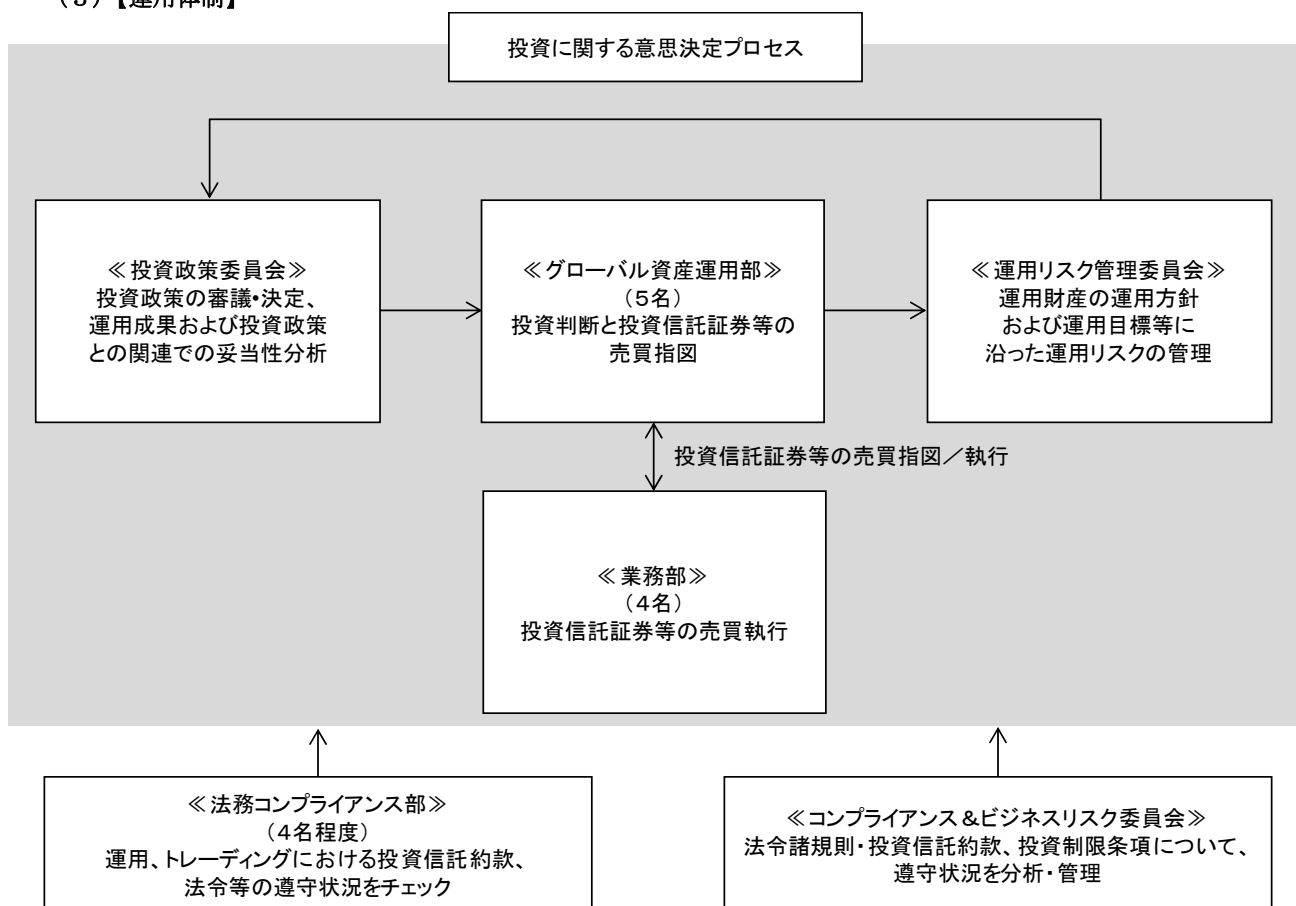 （３）【運用体制】
投資に関する意思決定プロセス
≪投資政策委員会≫
投資政策の審議・決定、
運用成果および投資政策
との関連での妥当性分析
≪グローバル資産運用部≫
（５名）
投資判断と投資信託証券等の
売買指図
≪運用リスク管理委員会≫
運用財産の運用方針
および運用目標等に
沿った運用リスクの管理
投資信託証券等の売買指図／執行
≪業務部≫
（４名）
投資信託証券等の売買執行
≪法務コンプライアンス部≫
（４名程度）
運用、トレーディングにおける投資信託約款、
法令等の遵守状況をチェック
≪コンプライアンス＆ビジネスリスク委員会≫
法令諸規則・投資信託約款、投資制限条項について、
遵守状況を分析・管理